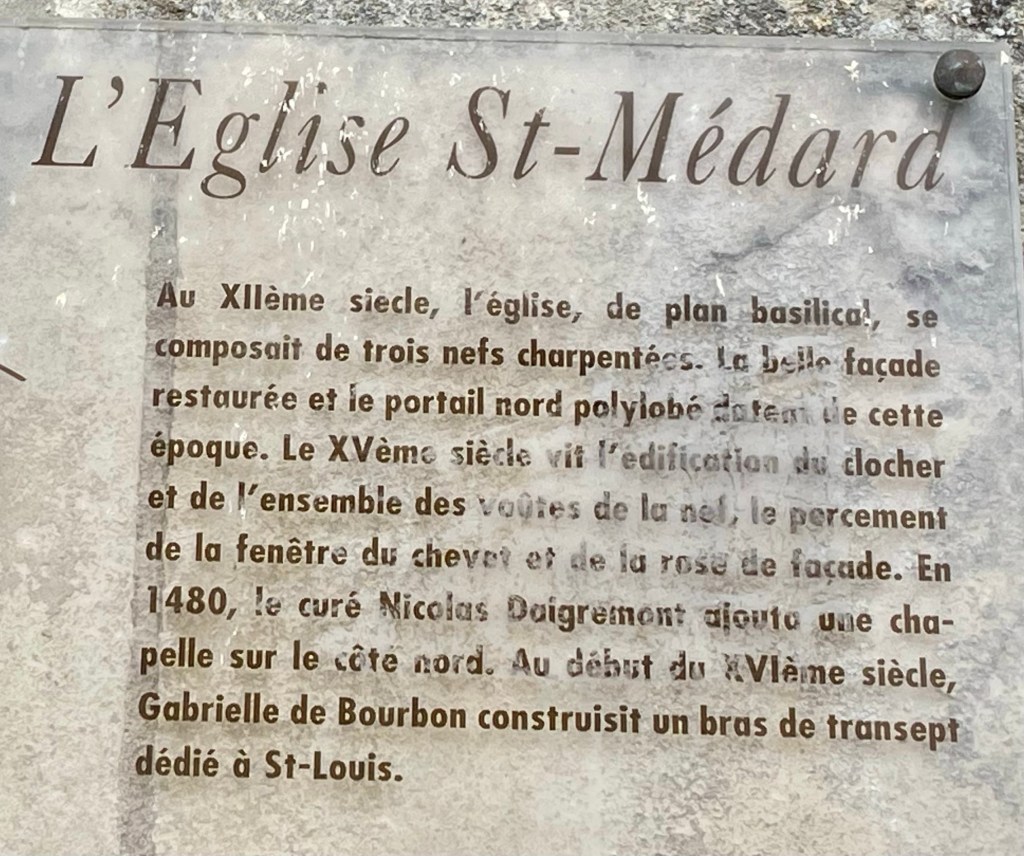 L'Eglise St-Médard
Au XIIème siecle, l'église, de plan basilical, se
composait de trois nefs charpentées. La belle façade
restaurée et le portail nord polylobé datent de cette
époque. Le XVème siècle vit l'édification du clocher
et de l'ensemble des voûtes de la nef, le percement
de la fenêtre du chevet et de la rose de façade. En
1480, le curé Nicolas Daigremont ajouta une cha-
pelle sur le côté nord. Au début du XVIème siècle,
Gabrielle de Bourbon construisit un bras de transept
dédié à St-Louis.